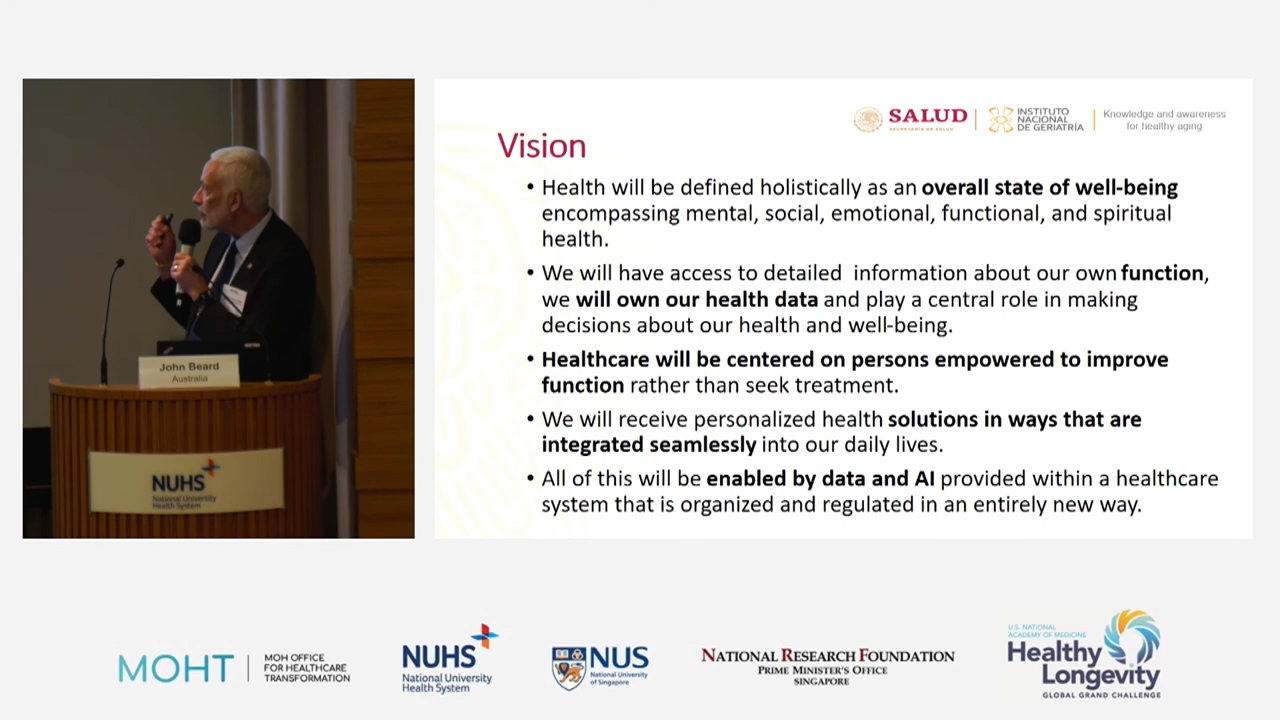 John Beard
Australia
NUHS
National University
Health System
SALUD
SECRETARÍA DE SALUD
INSTITUTO
NACIONAL
DE GERIATRÍA
Knowledge and awareness
for healthy aging
Vision
• Health will be defined holistically as an overall state of well-being
encompassing mental, social, emotional, functional, and spiritual
health.
• We will have access to detailed  information about our own function,
we will own our health data and play a central role in making
decisions about our health and well-being.
• Healthcare will be centered on persons empowered to improve
function rather than seek treatment.
• We will receive personalized health solutions in ways that are
integrated seamlessly into our daily lives.
• All of this will be enabled by data and AI provided within a healthcare
system that is organized and regulated in an entirely new way.
MOHT
MOH OFFICE
FOR HEALTHCARE
TRANSFORMATION
NUHS
National University
Health System
NUS
National University
of Singapore
NATIONAL RESEARCH FOUNDATION
PRIME MINISTER'S OFFICE
SINGAPORE
U.S. NATIONAL
ACADEMY OF MEDICINE
Healthy
Longevity
GLOBAL GRAND CHALLENGE